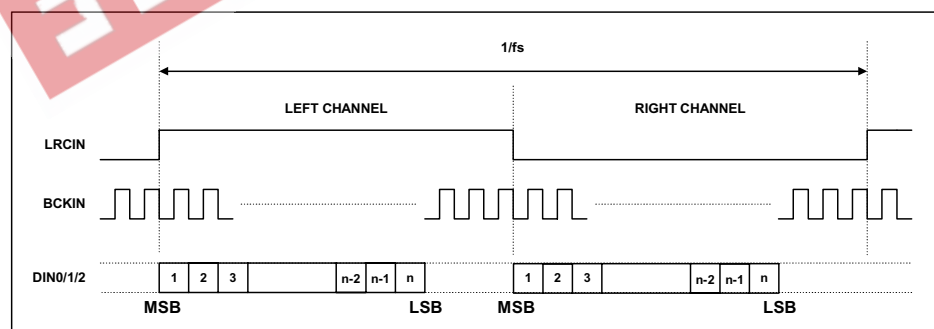 1/fs
LEFT CHANNEL RIGHT CHANNEL
LRCIN
BCKIN
DIN0/1/2 1 2 3 n-2 n-1 n 1 2 3 n-2 n-1 n
MSB LSB MSB LSB